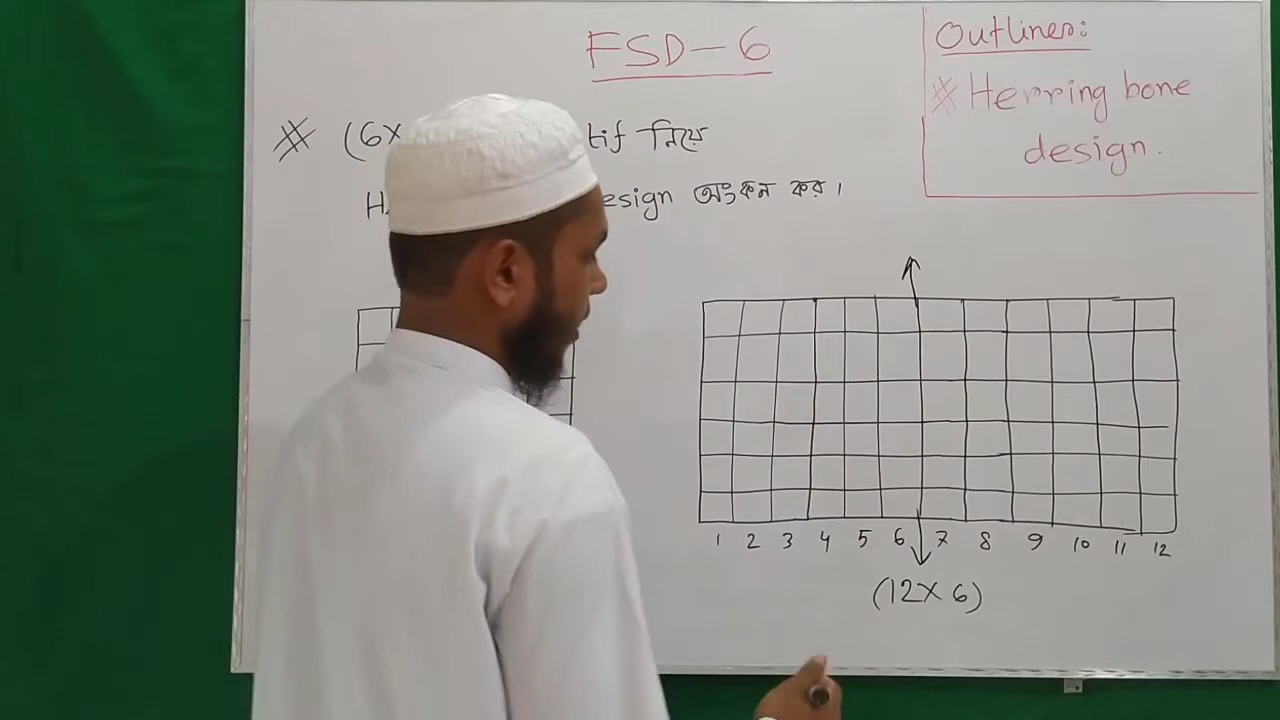 FSD-6
Outlines:
* Herring bone
design.
* (6× tif নিয়ে
H esign অংকন কর।
1 2 3 4 5 6 7 8 9 10 11 12
(12×6)